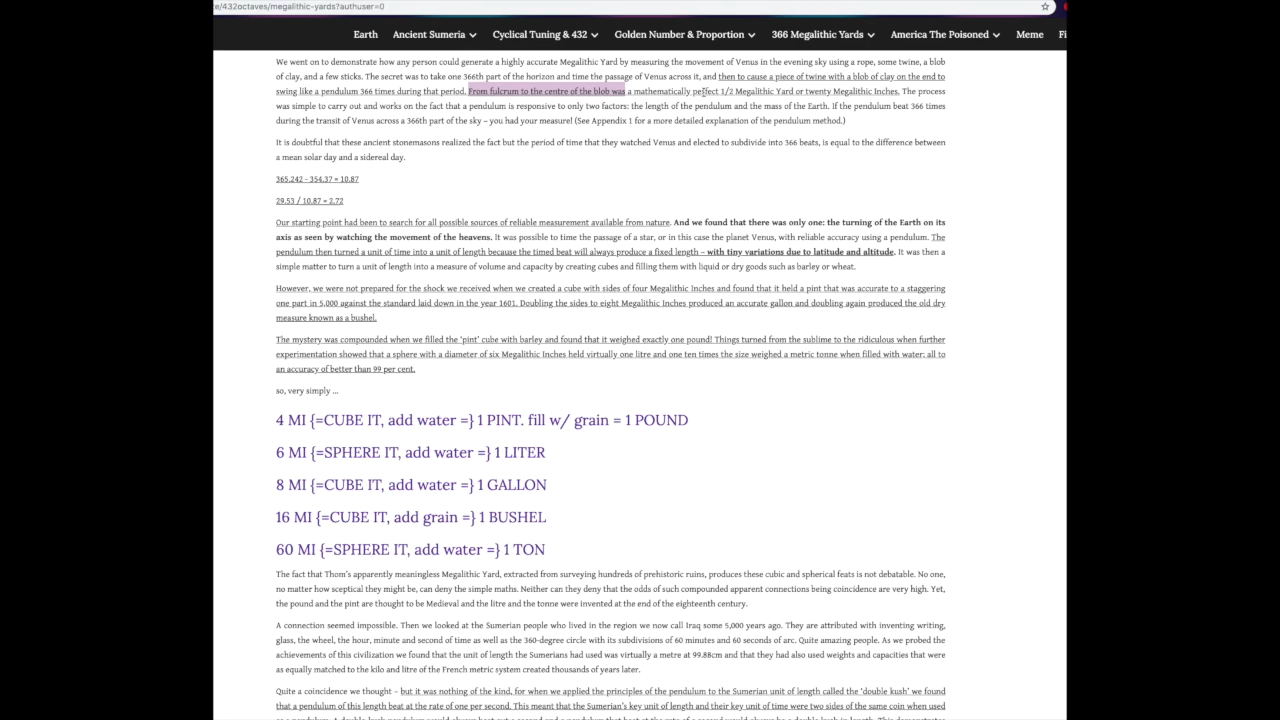 e/432octaves/megalithic-yards?authuser=0
Earth Ancient Sumeria Cyclical Tuning & 432 Golden Number & Proportion 366 Megalithic Yards America The Poisoned Meme Fi
We went on to demonstrate how any person could generate a highly accurate Megalithic Yard by measuring the movement of Venus in the evening sky using a rope, some twine, a blob
of clay, and a few sticks. The secret was to take one 366th part of the horizon and time the passage of Venus across it, and then to cause a piece of twine with a blob of clay on the end to
swing like a pendulum 366 times during that period. From fulcrum to the centre of the blob was a mathematically perfect 1/2 Megalithic Yard or twenty Megalithic Inches. The process
was simple to carry out and works on the fact that a pendulum is responsive to only two factors: the length of the pendulum and the mass of the Earth. If the pendulum beat 366 times
during the transit of Venus across a 366th part of the sky – you had your measure! (See Appendix 1 for a more detailed explanation of the pendulum method.)
It is doubtful that these ancient stonemasons realized the fact but the period of time that they watched Venus and elected to subdivide into 366 beats, is equal to the difference between
a mean solar day and a sidereal day.
365.242 - 354.37 = 10.87
29.53 / 10.87 = 2.72
Our starting point had been to search for all possible sources of reliable measurement available from nature. And we found that there was only one: the turning of the Earth on its
axis as seen by watching the movement of the heavens. It was possible to time the passage of a star, or in this case the planet Venus, with reliable accuracy using a pendulum. The
pendulum then turned a unit of time into a unit of length because the timed beat will always produce a fixed length – with tiny variations due to latitude and altitude. It was then a
simple matter to turn a unit of length into a measure of volume and capacity by creating cubes and filling them with liquid or dry goods such as barley or wheat.
However, we were not prepared for the shock we received when we created a cube with sides of four Megalithic Inches and found that it held a pint that was accurate to a staggering
one part in 5,000 against the standard laid down in the year 1601. Doubling the sides to eight Megalithic Inches produced an accurate gallon and doubling again produced the old dry
measure known as a bushel.
The mystery was compounded when we filled the ‘pint’ cube with barley and found that it weighed exactly one pound! Things turned from the sublime to the ridiculous when further
experimentation showed that a sphere with a diameter of six Megalithic Inches held virtually one litre and one ten times the size weighed a metric tonne when filled with water; all to
an accuracy of better than 99 per cent.
so, very simply ...
4 MI {=CUBE IT, add water =} 1 PINT. fill w/ grain = 1 POUND
6 MI {=SPHERE IT, add water =} 1 LITER
8 MI {=CUBE IT, add water =} 1 GALLON
16 MI {=CUBE IT, add grain =} 1 BUSHEL
60 MI {=SPHERE IT, add water =} 1 TON
The fact that Thom’s apparently meaningless Megalithic Yard, extracted from surveying hundreds of prehistoric ruins, produces these cubic and spherical feats is not debatable. No one,
no matter how sceptical they might be, can deny the simple maths. Neither can they deny that the odds of such compounded apparent connections being coincidence are very high. Yet,
the pound and the pint are thought to be Medieval and the litre and the tonne were invented at the end of the eighteenth century.
A connection seemed impossible. Then we looked at the Sumerian people who lived in the region we now call Iraq some 5,000 years ago. They are attributed with inventing writing,
glass, the wheel, the hour, minute and second of time as well as the 360-degree circle with its subdivisions of 60 minutes and 60 seconds of arc. Quite amazing people. As we probed the
achievements of this civilization we found that the unit of length the Sumerians had used was virtually a metre at 99.88cm and that they had also used weights and capacities that were
as equally matched to the kilo and litre of the French metric system created thousands of years later.
Quite a coincidence we thought – but it was nothing of the kind, for when we applied the principles of the pendulum to the Sumerian unit of length called the ‘double kush’ we found
that a pendulum of this length beat at the rate of one per second. This meant that the Sumerian’s key unit of length and their key unit of time were two sides of the same coin when used